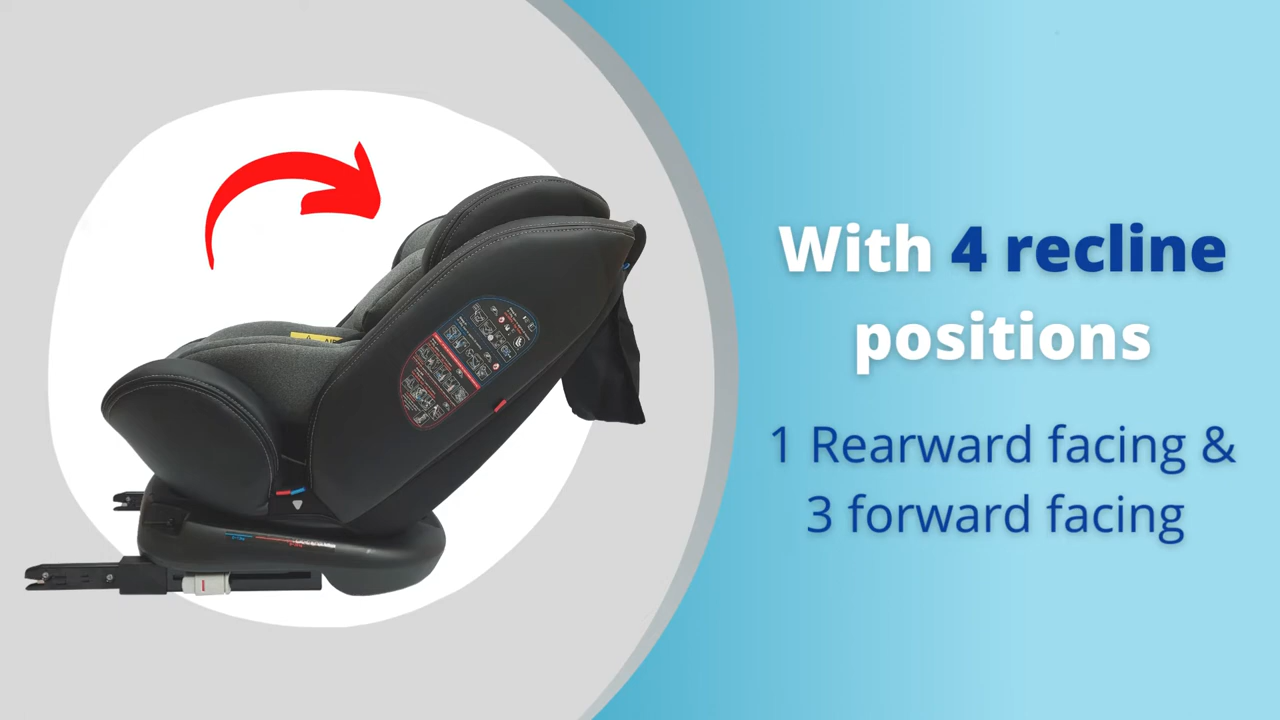 With 4 recline
positions
1 Rearward facing &
3 forward facing